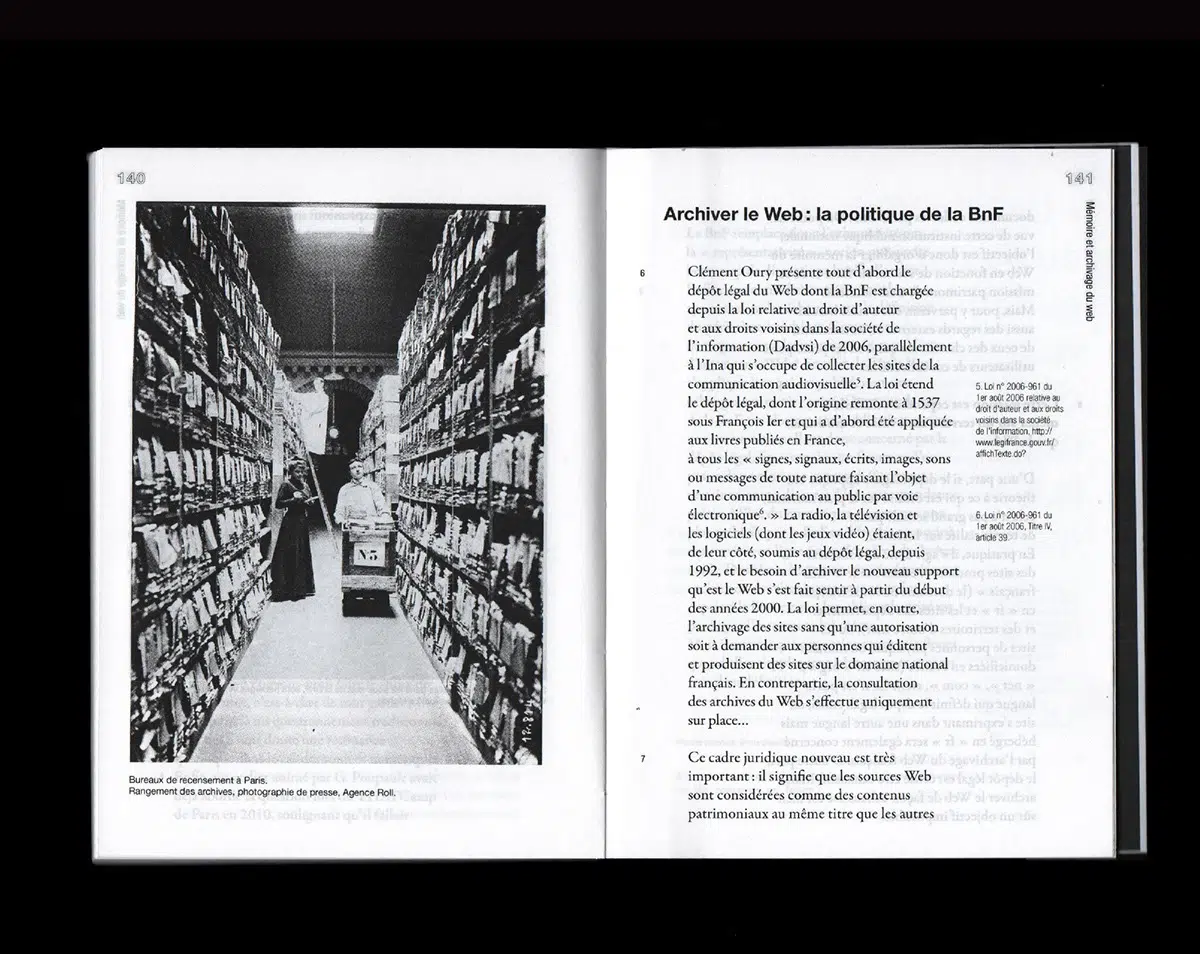 140
N5
Bureaux de recensement à Paris.
Rangement des archives, photographie de presse, Agence Roll.
141
Mémoire et archivage du web
Archiver le Web : la politique de la BnF
6
Clément Oury présente tout d’abord le
dépôt légal du Web dont la BnF est chargée
depuis la loi relative au droit d’auteur
et aux droits voisins dans la société de
l’information (Dadvsi) de 2006, parallèlement
à l’Ina qui s’occupe de collecter les sites de la
communication audiovisuelle⁵. La loi étend
le dépôt légal, dont l’origine remonte à 1537
sous François Ier et qui a d’abord été appliquée
aux livres publiés en France,
à tous les « signes, signaux, écrits, images, sons
ou messages de toute nature faisant l’objet
d’une communication au public par voie
électronique⁶. » La radio, la télévision et
les logiciels (dont les jeux vidéo) étaient,
de leur côté, soumis au dépôt légal, depuis
1992, et le besoin d’archiver le nouveau support
qu’est le Web s’est fait sentir à partir du début
des années 2000. La loi permet, en outre,
l’archivage des sites sans qu’une autorisation
soit à demander aux personnes qui éditent
et produisent des sites sur le domaine national
français. En contrepartie, la consultation
des archives du Web s’effectue uniquement
sur place…
5. Loi n° 2006-961 du
1er août 2006 relative au
droit d’auteur et aux droits
voisins dans la société
de l’information, http://
www.legifrance.gouv.fr/
affichTexte.do?
6. Loi n° 2006-961 du
1er août 2006, Titre IV,
article 39.
7
Ce cadre juridique nouveau est très
important : il signifie que les sources Web
sont considérées comme des contenus
patrimoniaux au même titre que les autres